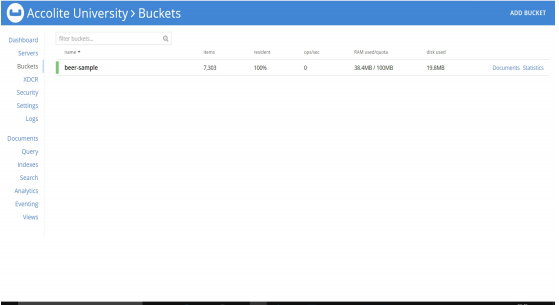 Accolite University > Buckets
ADD BUCKET
Dashboard
Servers
Buckets
XDCR
Security
Settings
Logs
Documents
Query
Indexes
Search
Analytics
Eventing
Views
filter buckets...
name items resident ops/sec RAM used/quota disk used
beer-sample 7,303 100% 0 38.4MB / 100MB 19.8MB Documents Statistics